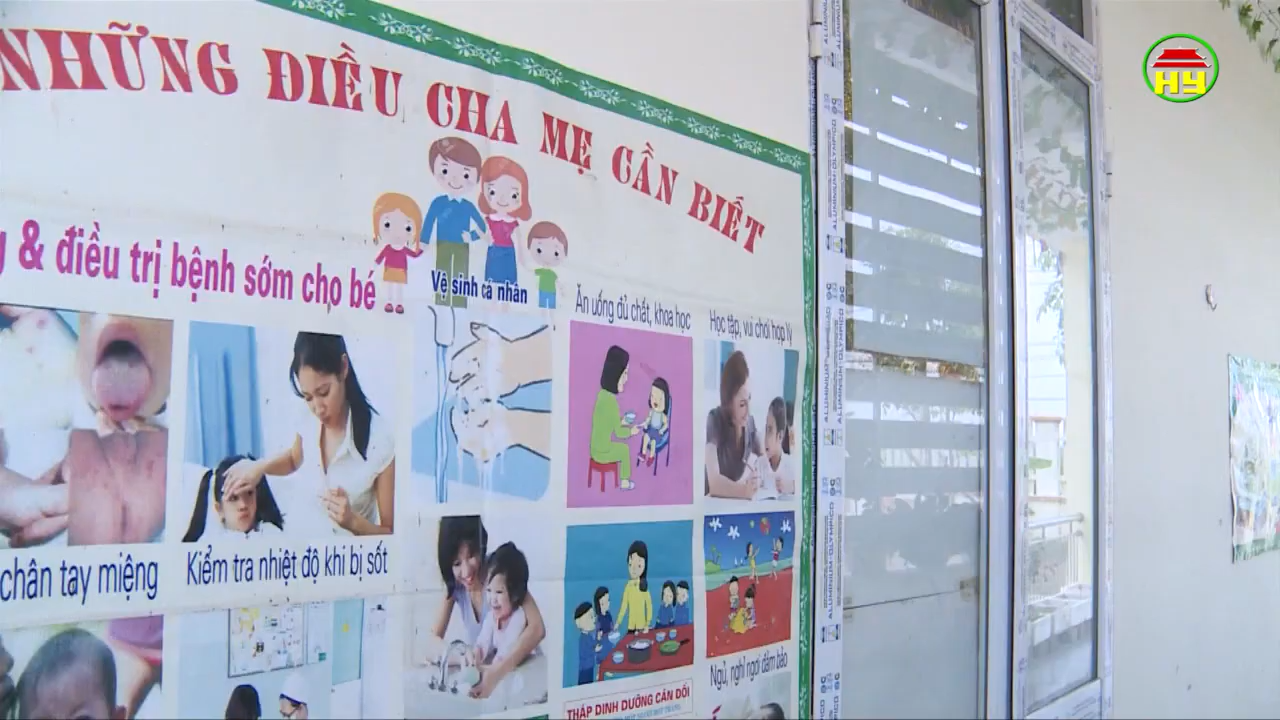 NHỮNG ĐIỀU CHA MẸ CẦN BIẾT
HY
& điều trị bệnh sớm cho bé
Vệ sinh cá nhân
Ăn uống đủ chất, khoa học
Học tập, vui chơi hợp lý
chân tay miệng
Kiểm tra nhiệt độ khi bị sốt
Ngủ, nghỉ ngơi đảm bảo
THÁP DINH DƯỠNG CÂN ĐỐI